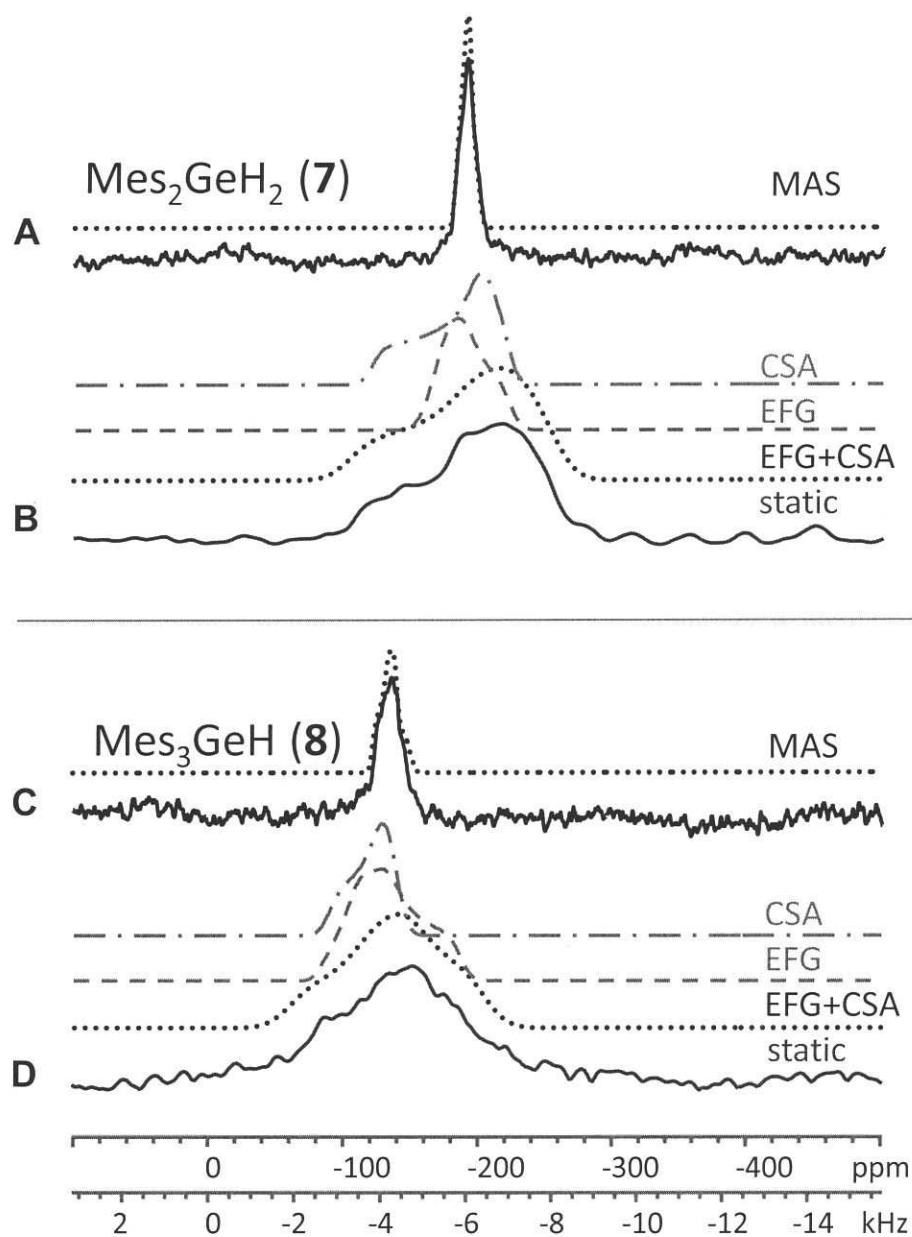 Mes₂GeH₂ (7)
MAS
A
CSA
EFG
EFG+CSA
static
B
Mes₃GeH (8)
MAS
C
CSA
EFG
EFG+CSA
static
D
0 -100 -200 -300 -400 ppm
2 0 -2 -4 -6 -8 -10 -12 -14 kHz